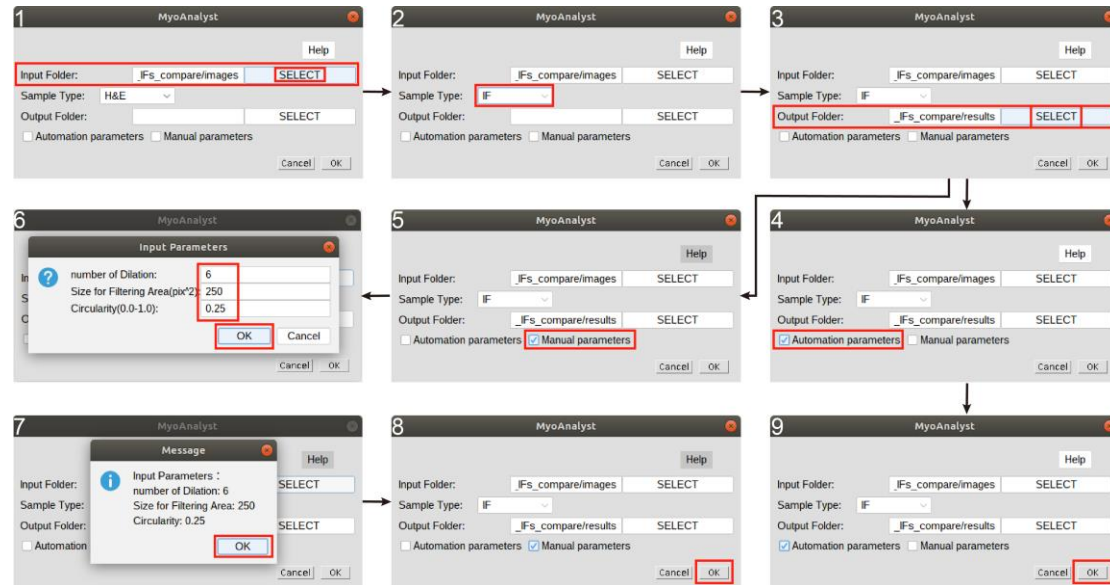 1
MyoAnalyst
Help
Input Folder: _IFs_compare/images SELECT
Sample Type: H&E
Output Folder: SELECT
Automation parameters Manual parameters
Cancel OK
2
MyoAnalyst
Help
Input Folder: _IFs_compare/images SELECT
Sample Type: IF
Output Folder: SELECT
Automation parameters Manual parameters
Cancel OK
3
MyoAnalyst
Help
Input Folder: _IFs_compare/images SELECT
Sample Type: IF
Output Folder: _IFs_compare/results SELECT
Automation parameters Manual parameters
Cancel OK
6
MyoAnalyst
Input Parameters
In
number of Dilation: 6
S
Size for Filtering Area(pix^2): 250
Circularity(0.0-1.0): 0.25
OK Cancel
Cancel OK
5
MyoAnalyst
Help
Input Folder: _IFs_compare/images SELECT
Sample Type: IF
Output Folder: _IFs_compare/results SELECT
Automation parameters Manual parameters
Cancel OK
4
MyoAnalyst
Help
Input Folder: _IFs_compare/images SELECT
Sample Type: IF
Output Folder: _IFs_compare/results SELECT
Automation parameters Manual parameters
Cancel OK
7
MyoAnalyst
Message
Help
Input Folder: SELECT
Sample Type:
Output Folder: SELECT
Automation
Input Parameters :
number of Dilation: 6
Size for Filtering Area: 250
Circularity: 0.25
OK
Cancel OK
8
MyoAnalyst
Help
Input Folder: _IFs_compare/images SELECT
Sample Type: IF
Output Folder: _IFs_compare/results SELECT
Automation parameters Manual parameters
Cancel OK
9
MyoAnalyst
Help
Input Folder: _IFs_compare/images SELECT
Sample Type: IF
Output Folder: _IFs_compare/results SELECT
Automation parameters Manual parameters
Cancel OK